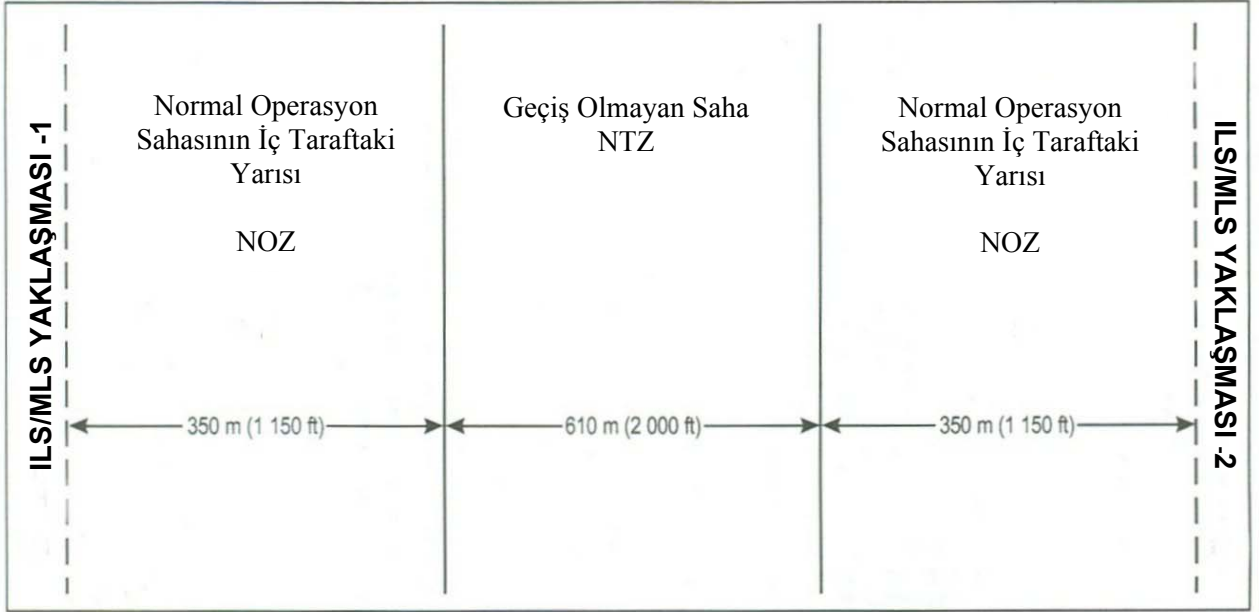 ILS/MLS YAKLAŞMASI -1
Normal Operasyon
Sahasının İç Taraftaki
Yarısı
NOZ
Geçiş Olmayan Saha
NTZ
Normal Operasyon
Sahasının İç Taraftaki
Yarısı
NOZ
ILS/MLS YAKLAŞMASI -2
350 m (1 150 ft)
610 m (2 000 ft)
350 m (1 150 ft)